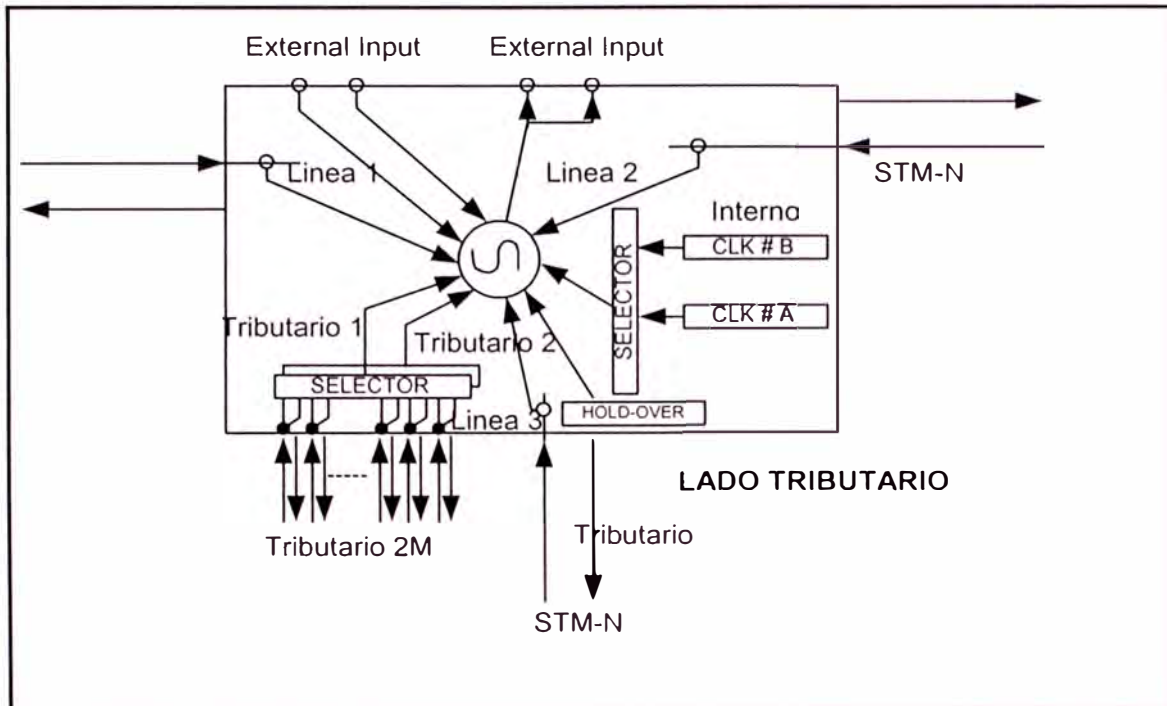 External Input
External Input
Linea 1
Linea 2
STM-N
Interna
CLK # B
SELECTOR
CLK # A
Tributario 1
Tributario 2
SELECTOR
Linea 3
HOLD-OVER
LADO TRIBUTARIO
Tributario 2M
Tributario
STM-N